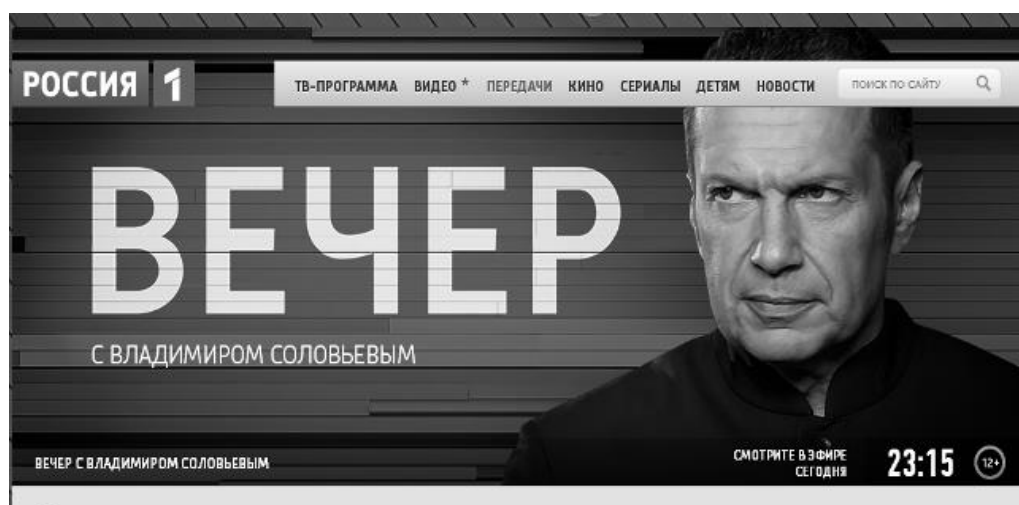 РОССИЯ 1
ТВ-ПРОГРАММА ВИДЕО * ПЕРЕДАЧИ КИНО СЕРИАЛЫ ДЕТЯМ НОВОСТИ ПОИСК ПО САЙТУ
ВЕЧЕР
С ВЛАДИМИРОМ СОЛОВЬЕВЫМ
ВЕЧЕР С ВЛАДИМИРОМ СОЛОВЬЕВЫМ
СМОТРИТЕ В ЭФИРЕ
СЕГОДНЯ
23:15
12+